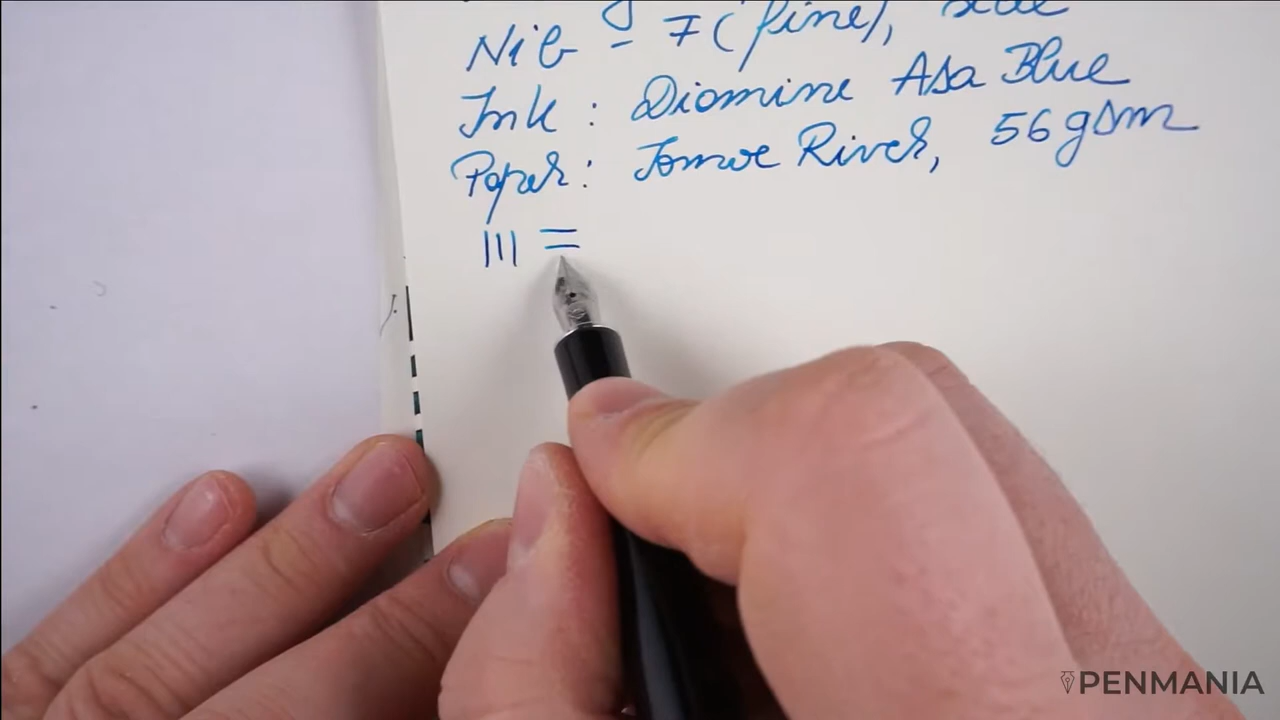 Nib - F (fine),
Ink : Diamine Asa Blue
Paper : Tomoe River, 56 gsm
PENMANIA